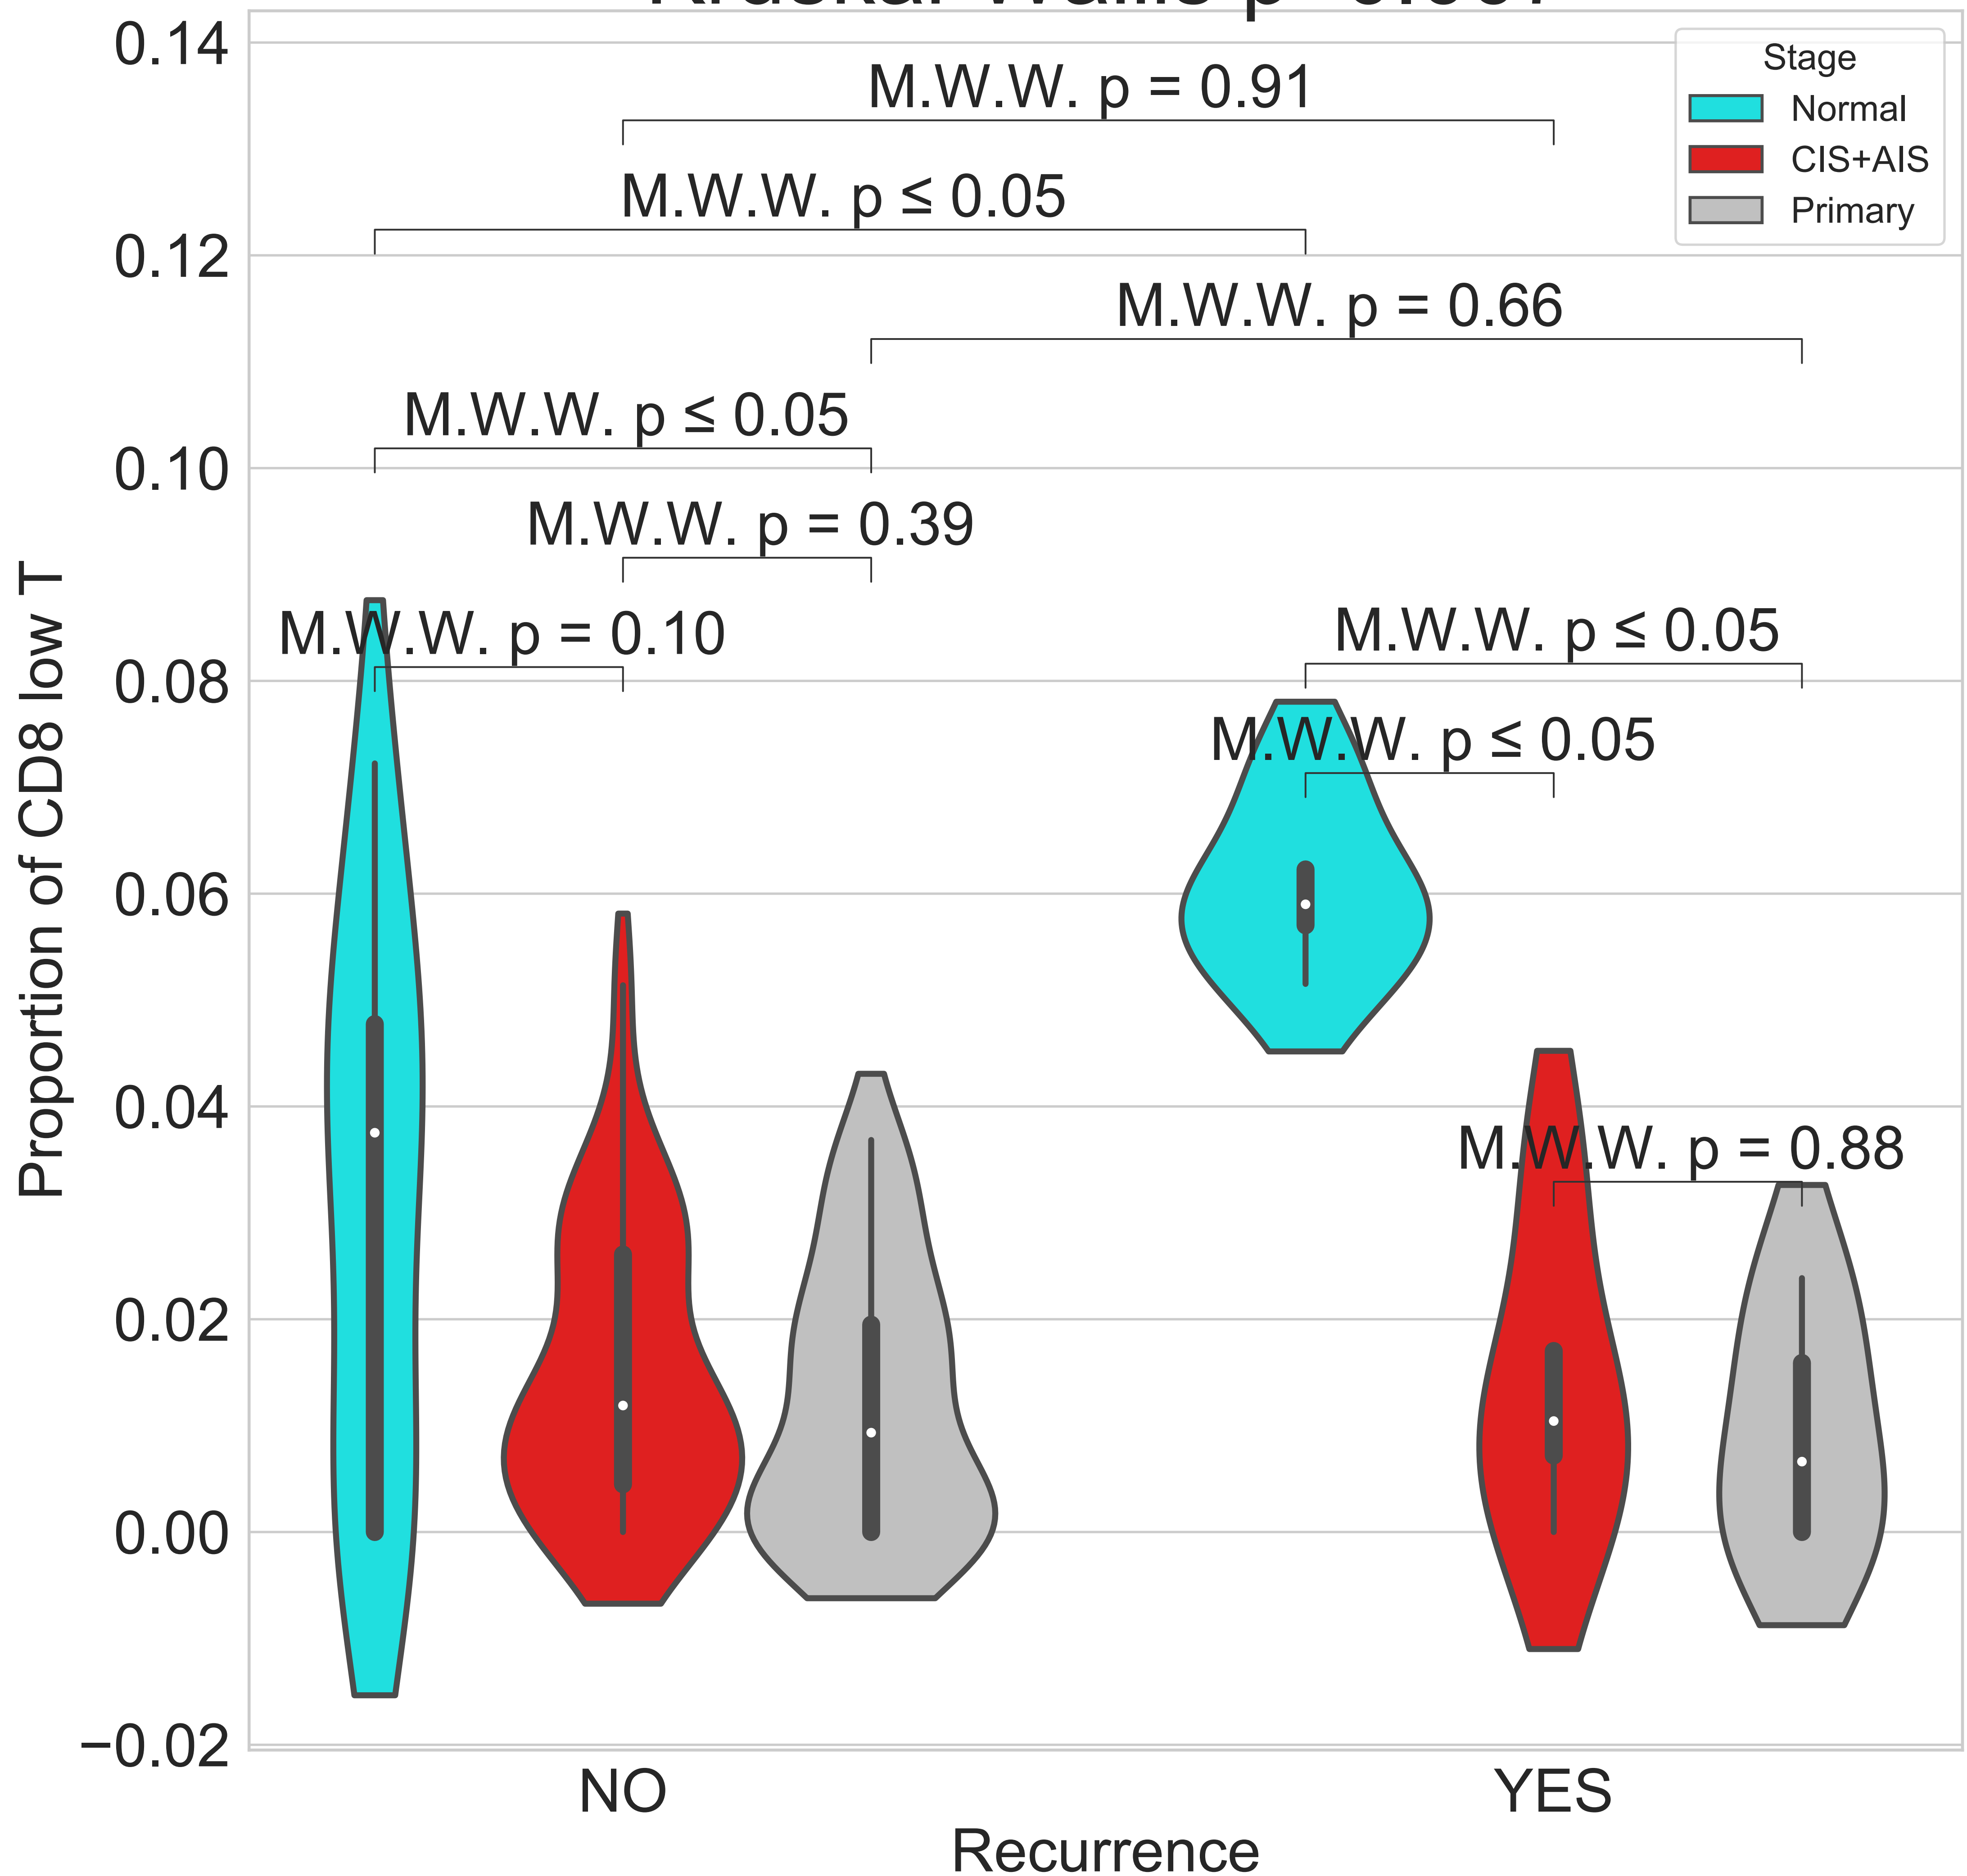 0.14
0.12
0.10
0.08
0.06
0.04
0.02
0.00
−0.02
Proportion of CD8 low T
M.W.W. p = 0.91
M.W.W. p ≤ 0.05
M.W.W. p = 0.66
M.W.W. p ≤ 0.05
M.W.W. p = 0.39
M.W.W. p = 0.10
M.W.W. p ≤ 0.05
M.W.W. p ≤ 0.05
M.W.W. p = 0.88
Stage
Normal
CIS+AIS
Primary
NO
YES
Recurrence